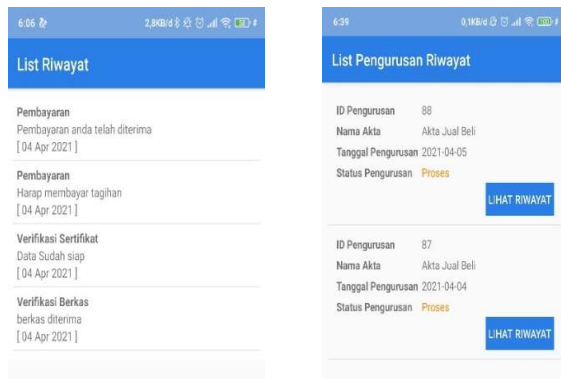 6:06 2,8KB/d
List Riwayat
Pembayaran
Pembayaran anda telah diterima
[ 04 Apr 2021 ]
Pembayaran
Harap membayar tagihan
[ 04 Apr 2021 ]
Verifikasi Sertifikat
Data Sudah siap
[ 04 Apr 2021 ]
Verifikasi Berkas
berkas diterima
[ 04 Apr 2021 ]
6:39 0,1KB/d
List Pengurusan Riwayat
ID Pengurusan 88
Nama Akta Akta Jual Beli
Tanggal Pengurusan 2021-04-05
Status Pengurusan Proses
LIHAT RIWAYAT
ID Pengurusan 87
Nama Akta Akta Jual Beli
Tanggal Pengurusan 2021-04-04
Status Pengurusan Proses
LIHAT RIWAYAT